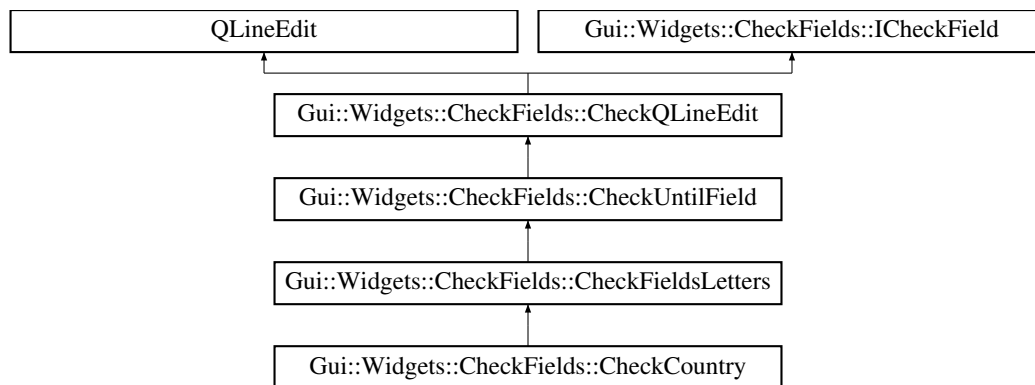 QLineEdit
Gui::Widgets::CheckFields::ICheckField
Gui::Widgets::CheckFields::CheckQLineEdit
Gui::Widgets::CheckFields::CheckUntilField
Gui::Widgets::CheckFields::CheckFieldsLetters
Gui::Widgets::CheckFields::CheckCountry